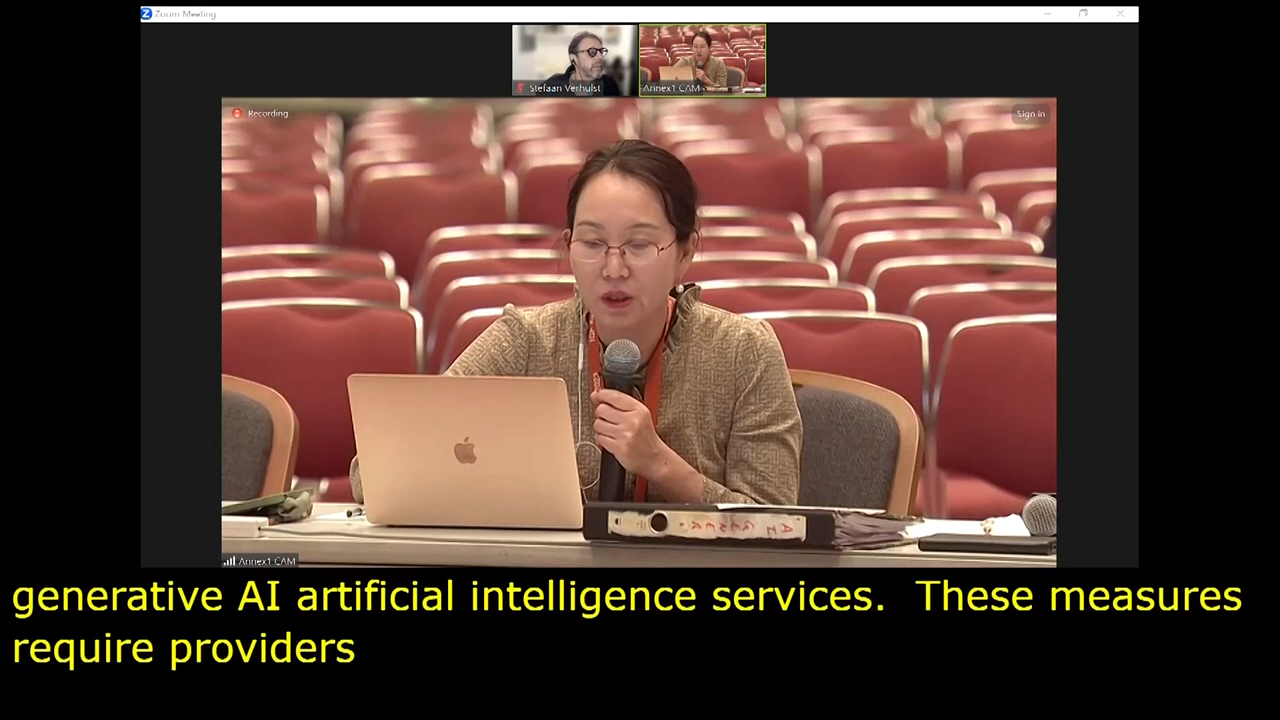 Zoom Meeting
Stefaan Verhulst
Annex1 CAM
Recording
Sign in
Annex1 CAM
generative AI artificial intelligence services.  These measures
require providers